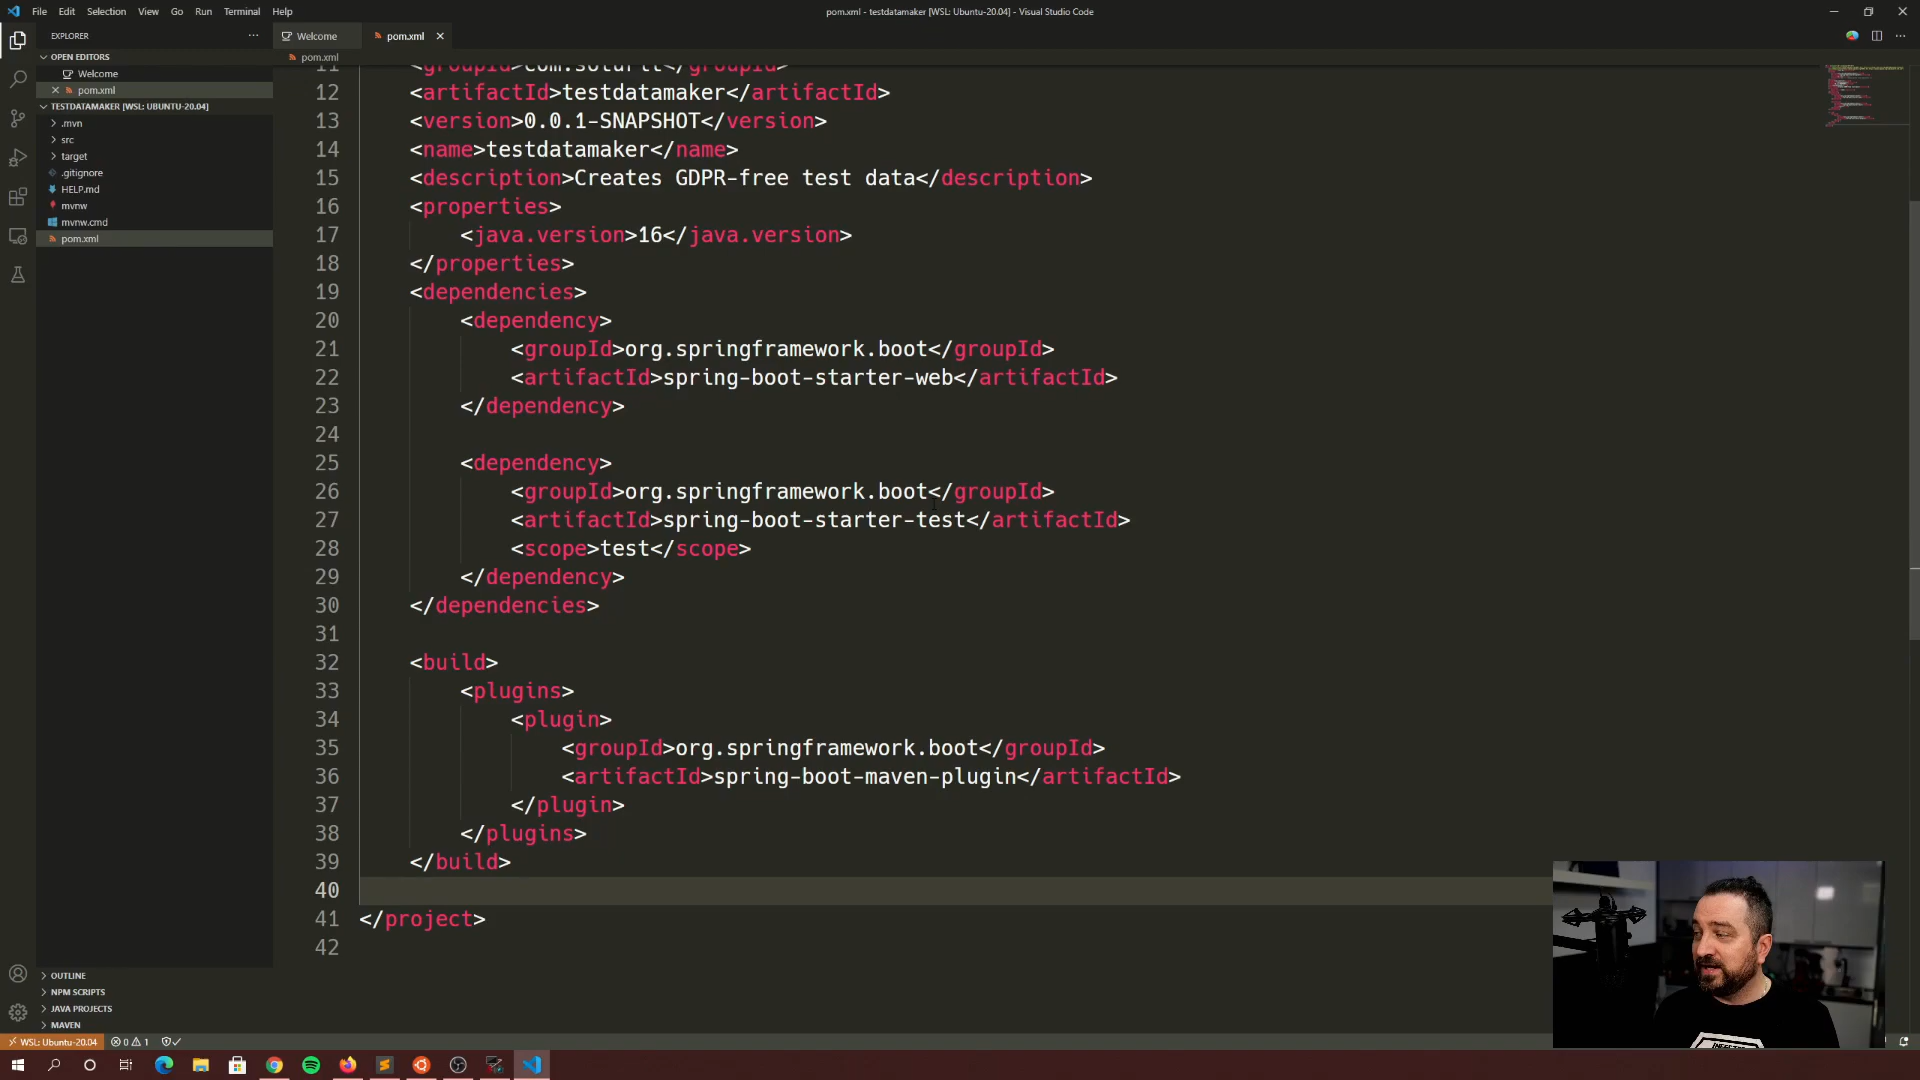 File Edit Selection View Go Run Terminal Help
pom.xml - testdatamaker [WSL: Ubuntu-20.04] - Visual Studio Code
EXPLORER
Welcome
pom.xml
OPEN EDITORS
Welcome
pom.xml
TESTDATAMAKER [WSL: UBUNTU-20.04]
.mvn
src
target
.gitignore
HELP.md
mvnw
mvnw.cmd
pom.xml
OUTLINE
NPM SCRIPTS
JAVA PROJECTS
MAVEN
pom.xml
12 <artifactId>testdatamaker</artifactId>
13 <version>0.0.1-SNAPSHOT</version>
14 <name>testdatamaker</name>
15 <description>Creates GDPR-free test data</description>
16 <properties>
17 <java.version>16</java.version>
18 </properties>
19 <dependencies>
20 <dependency>
21 <groupId>org.springframework.boot</groupId>
22 <artifactId>spring-boot-starter-web</artifactId>
23 </dependency>
24
25 <dependency>
26 <groupId>org.springframework.boot</groupId>
27 <artifactId>spring-boot-starter-test</artifactId>
28 <scope>test</scope>
29 </dependency>
30 </dependencies>
31
32 <build>
33 <plugins>
34 <plugin>
35 <groupId>org.springframework.boot</groupId>
36 <artifactId>spring-boot-maven-plugin</artifactId>
37 </plugin>
38 </plugins>
39 </build>
40
41 </project>
42
WSL: Ubuntu-20.04 0 1